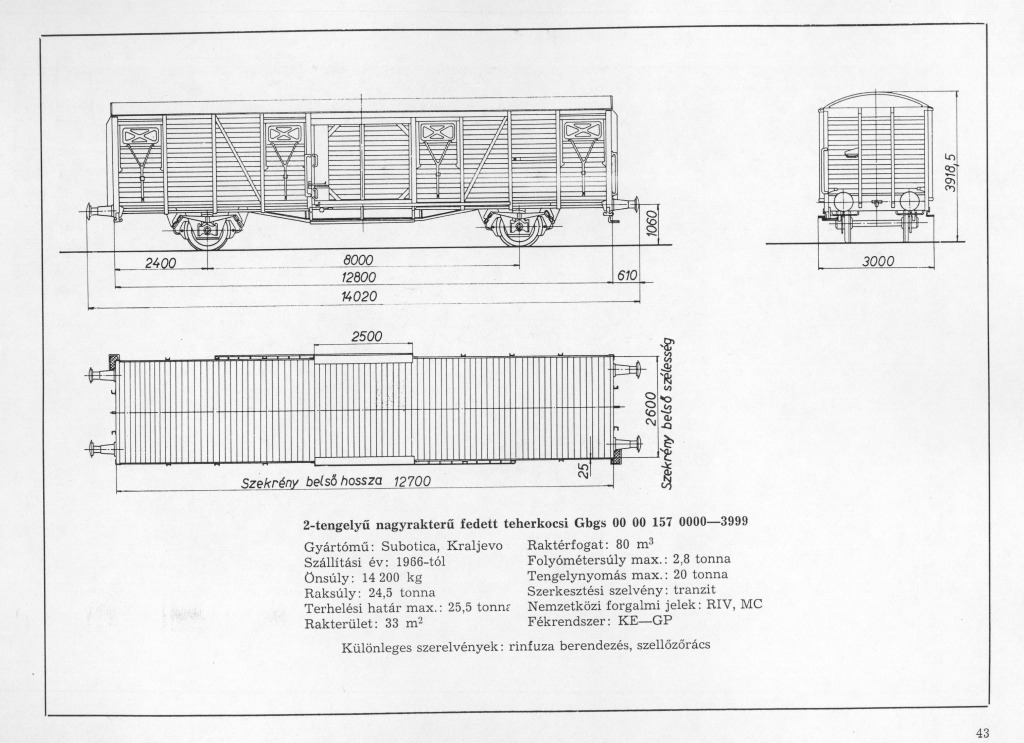 3918,5
1060
2400
8000
3000
12800
610
14020
2500
2600
Szekrény belső szélesség
25
Szekrény belső hossza 12700
2-tengelyű nagyrakterű fedett teherkocsi Gbgs 00 00 157 0000—3999
Gyártómű: Subotica, Kraljevo
Szállítási év: 1966-tól
Önsúly: 14 200 kg
Raksúly: 24,5 tonna
Terhelési határ max.: 25,5 tonna
Rakterület: 33 m²
Raktérfogat: 80 m³
Folyómétersúly max.: 2,8 tonna
Tengelynyomás max.: 20 tonna
Szerkesztési szelvény: tranzit
Nemzetközi forgalmi jelek: RIV, MC
Fékrendszer: KE—GP
Különleges szerelvények: rinfuza berendezés, szellőzőrács
43